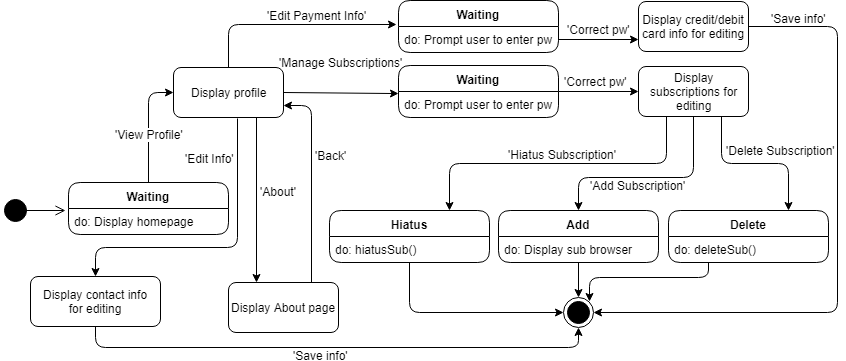 'Edit Payment Info'
Waiting
do: Prompt user to enter pw
'Correct pw'
Display credit/debit
card info for editing
'Save info'
'Manage Subscriptions'
Display profile
Waiting
do: Prompt user to enter pw
'Correct pw'
Display
subscriptions for
editing
'View Profile'
'Edit Info'
'Back'
'Hiatus Subscription'
'Delete Subscription'
'About'
'Add Subscription'
Waiting
do: Display homepage
Hiatus
do: hiatusSub()
Add
do: Display sub browser
Delete
do: deleteSub()
Display contact info
for editing
Display About page
'Save info'